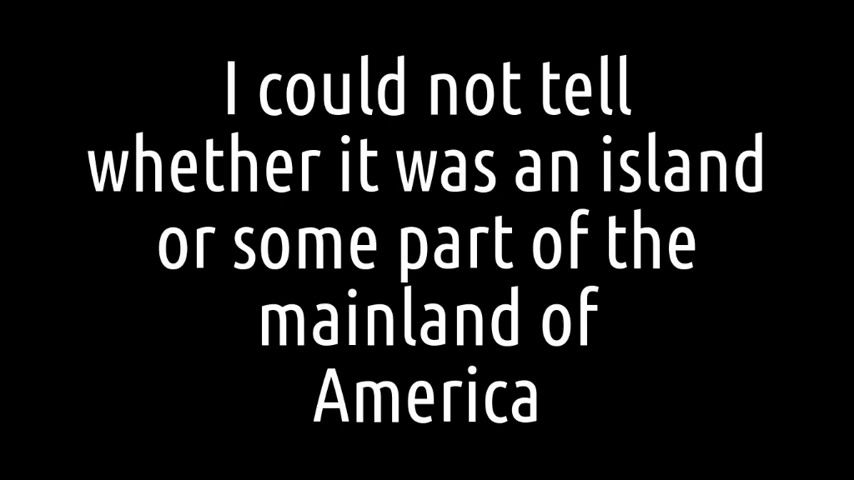 I could not tell
whether it was an island
or some part of the
mainland of
America